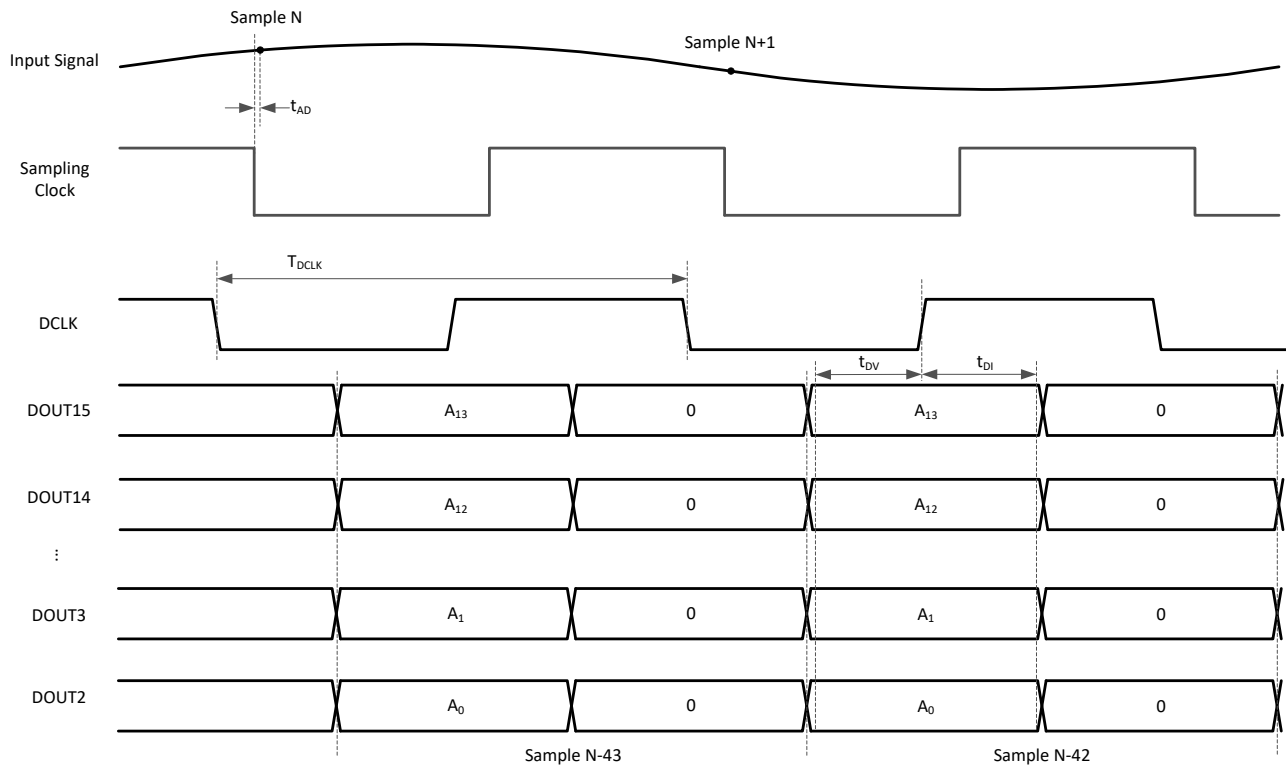 Sample N
Sample N+1
Input Signal
tAD
Sampling
Clock
TDCLK
DCLK
tDV
tDI
DOUT15
A13
0
A13
0
DOUT14
A12
0
A12
0
...
DOUT3
A1
0
A1
0
DOUT2
A0
0
A0
0
Sample N-43
Sample N-42